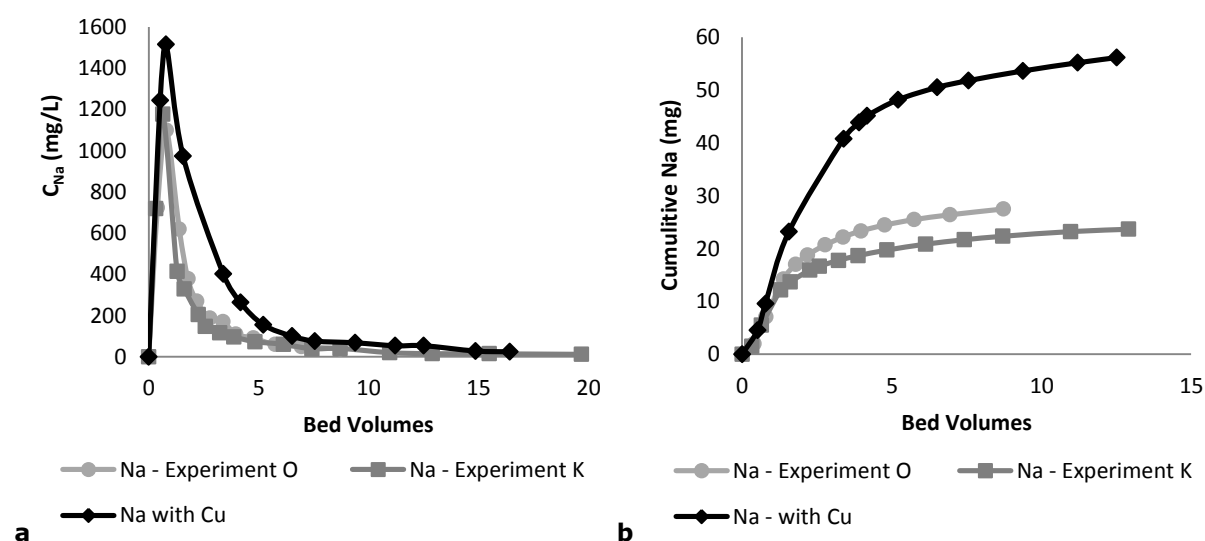 1600
1400
1200
1000
800
600
400
200
0
C_Na (mg/L)
0 5 10 15 20
Bed Volumes
Na - Experiment O Na - Experiment K
Na with Cu
a
60
50
40
30
20
10
0
Cumulitive Na (mg)
0 5 10 15
Bed Volumes
Na - Experiment O Na - Experiment K
Na - with Cu
b